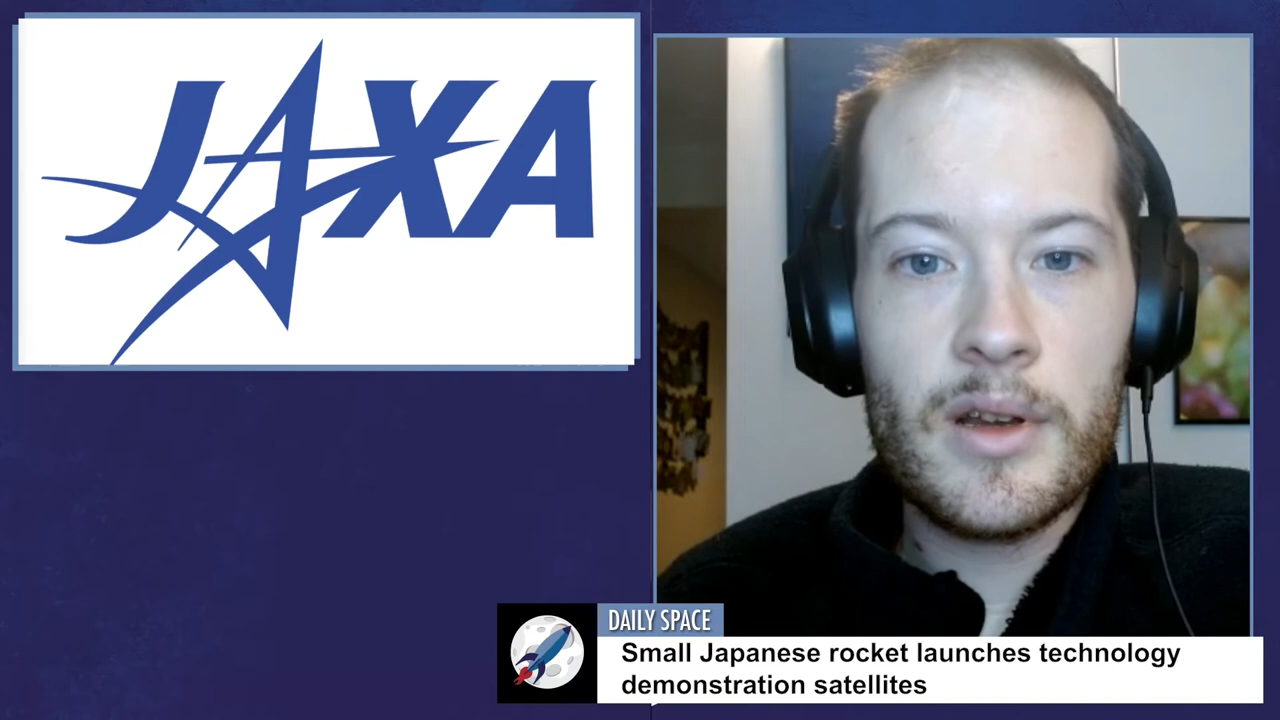 JAXA
DAILY SPACE
Small Japanese rocket launches technology
demonstration satellites